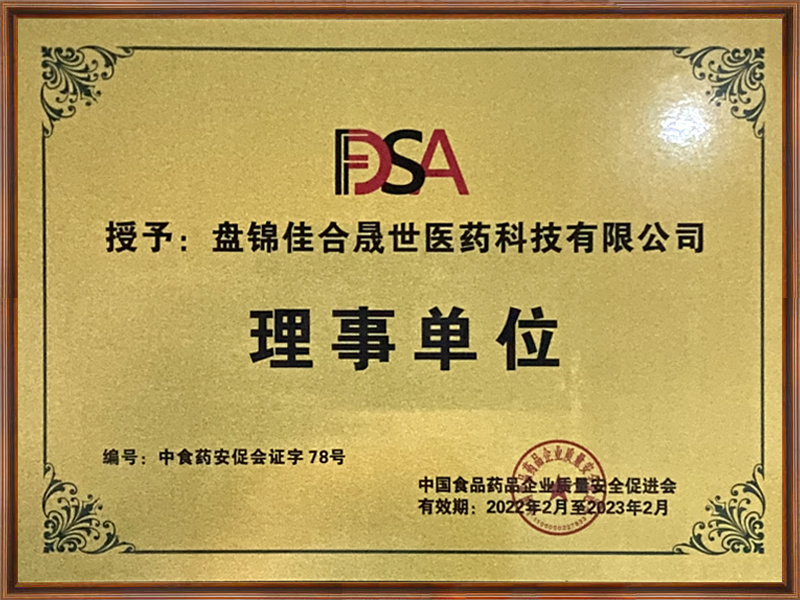 FDSA
授予：盘锦佳合晟世医药科技有限公司
理事单位
编号：中食药安促会证字78号
中国食品药品企业质量安全促进会
有效期：2022年2月至2023年2月